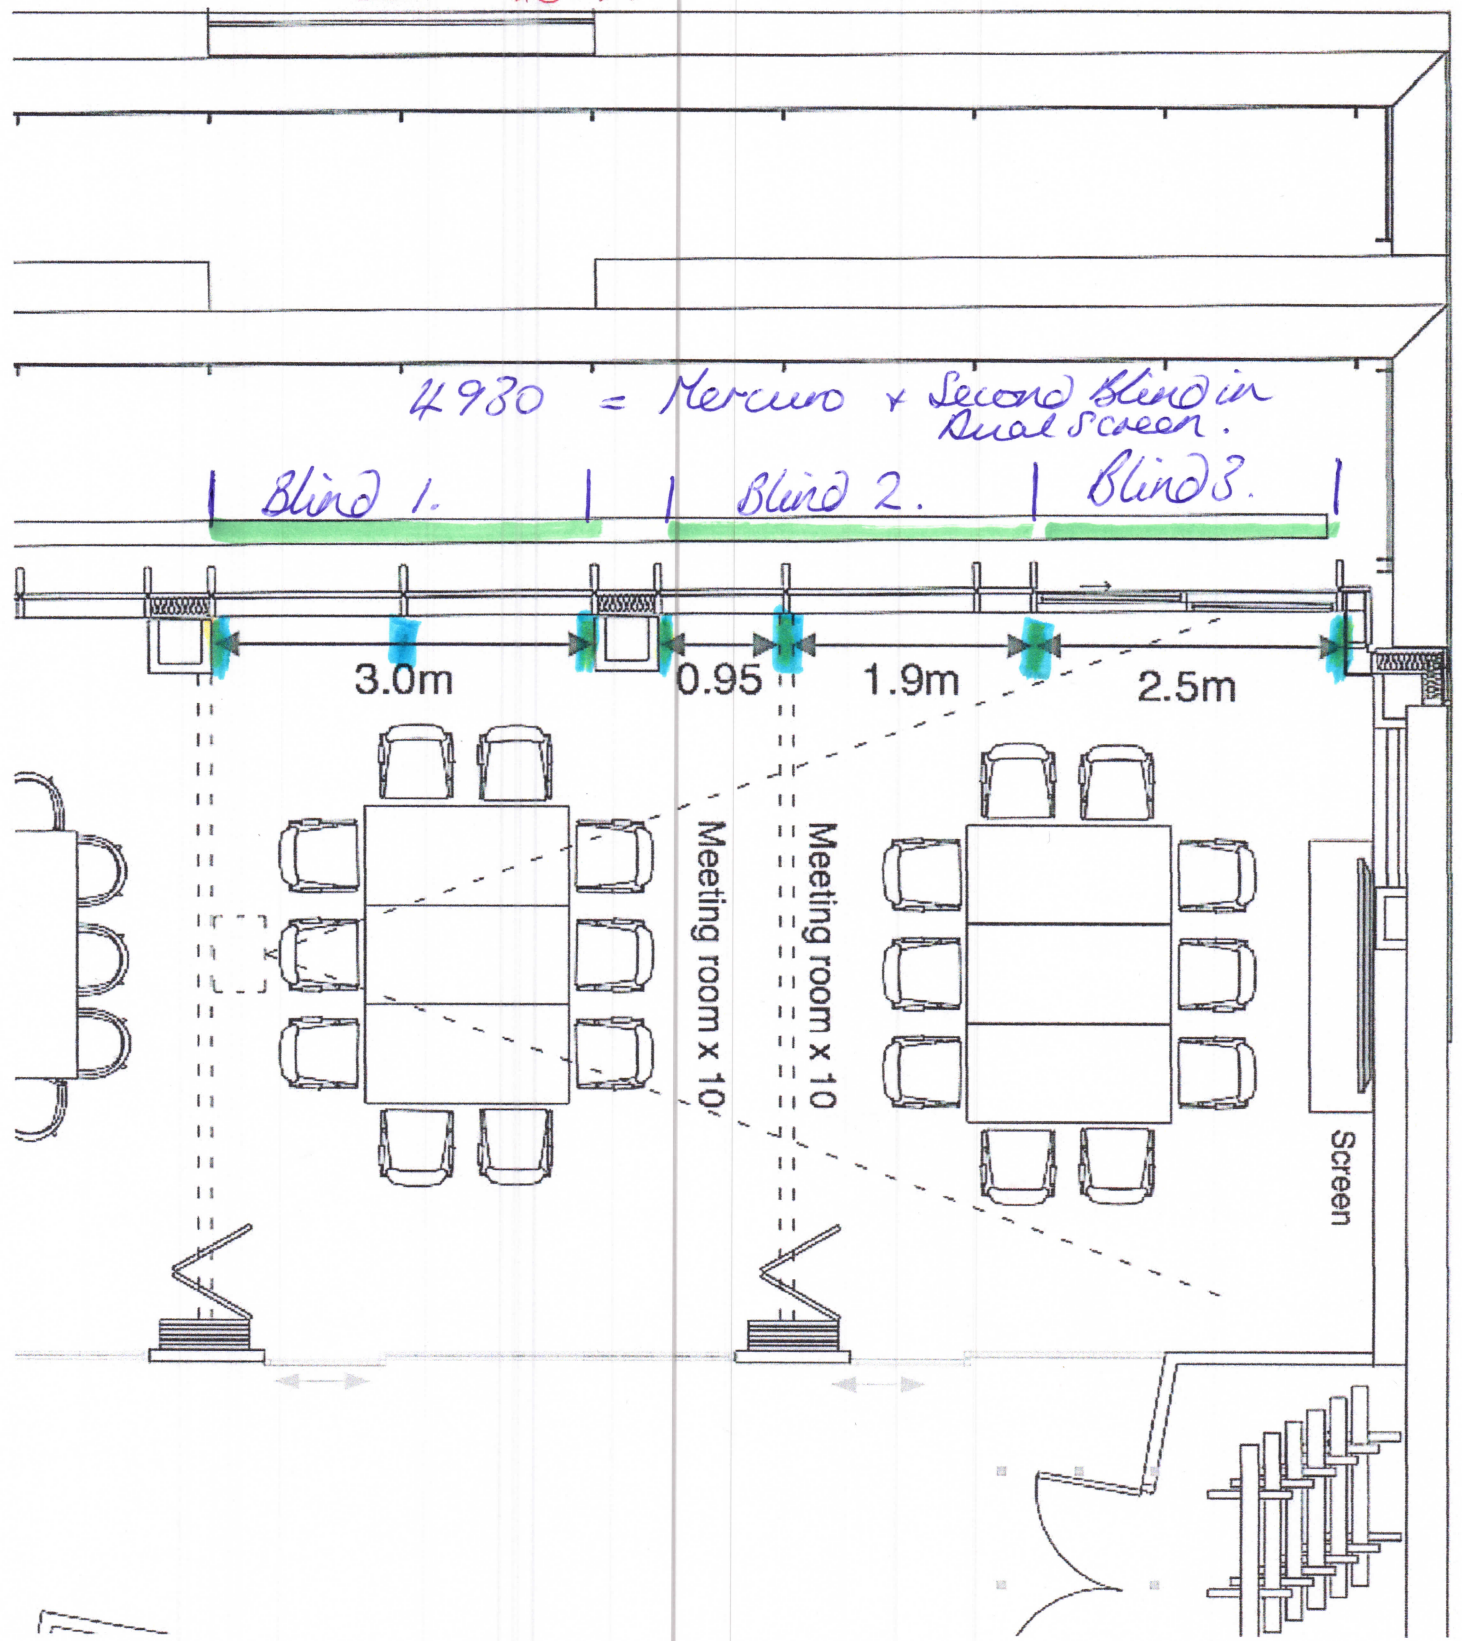 4930 = Mercuro + Second Blind in
Dual Screen.
Blind 1.
Blind 2.
Blind 3.
3.0m
0.95
1.9m
2.5m
Meeting room x 10
Meeting room x 10
Screen